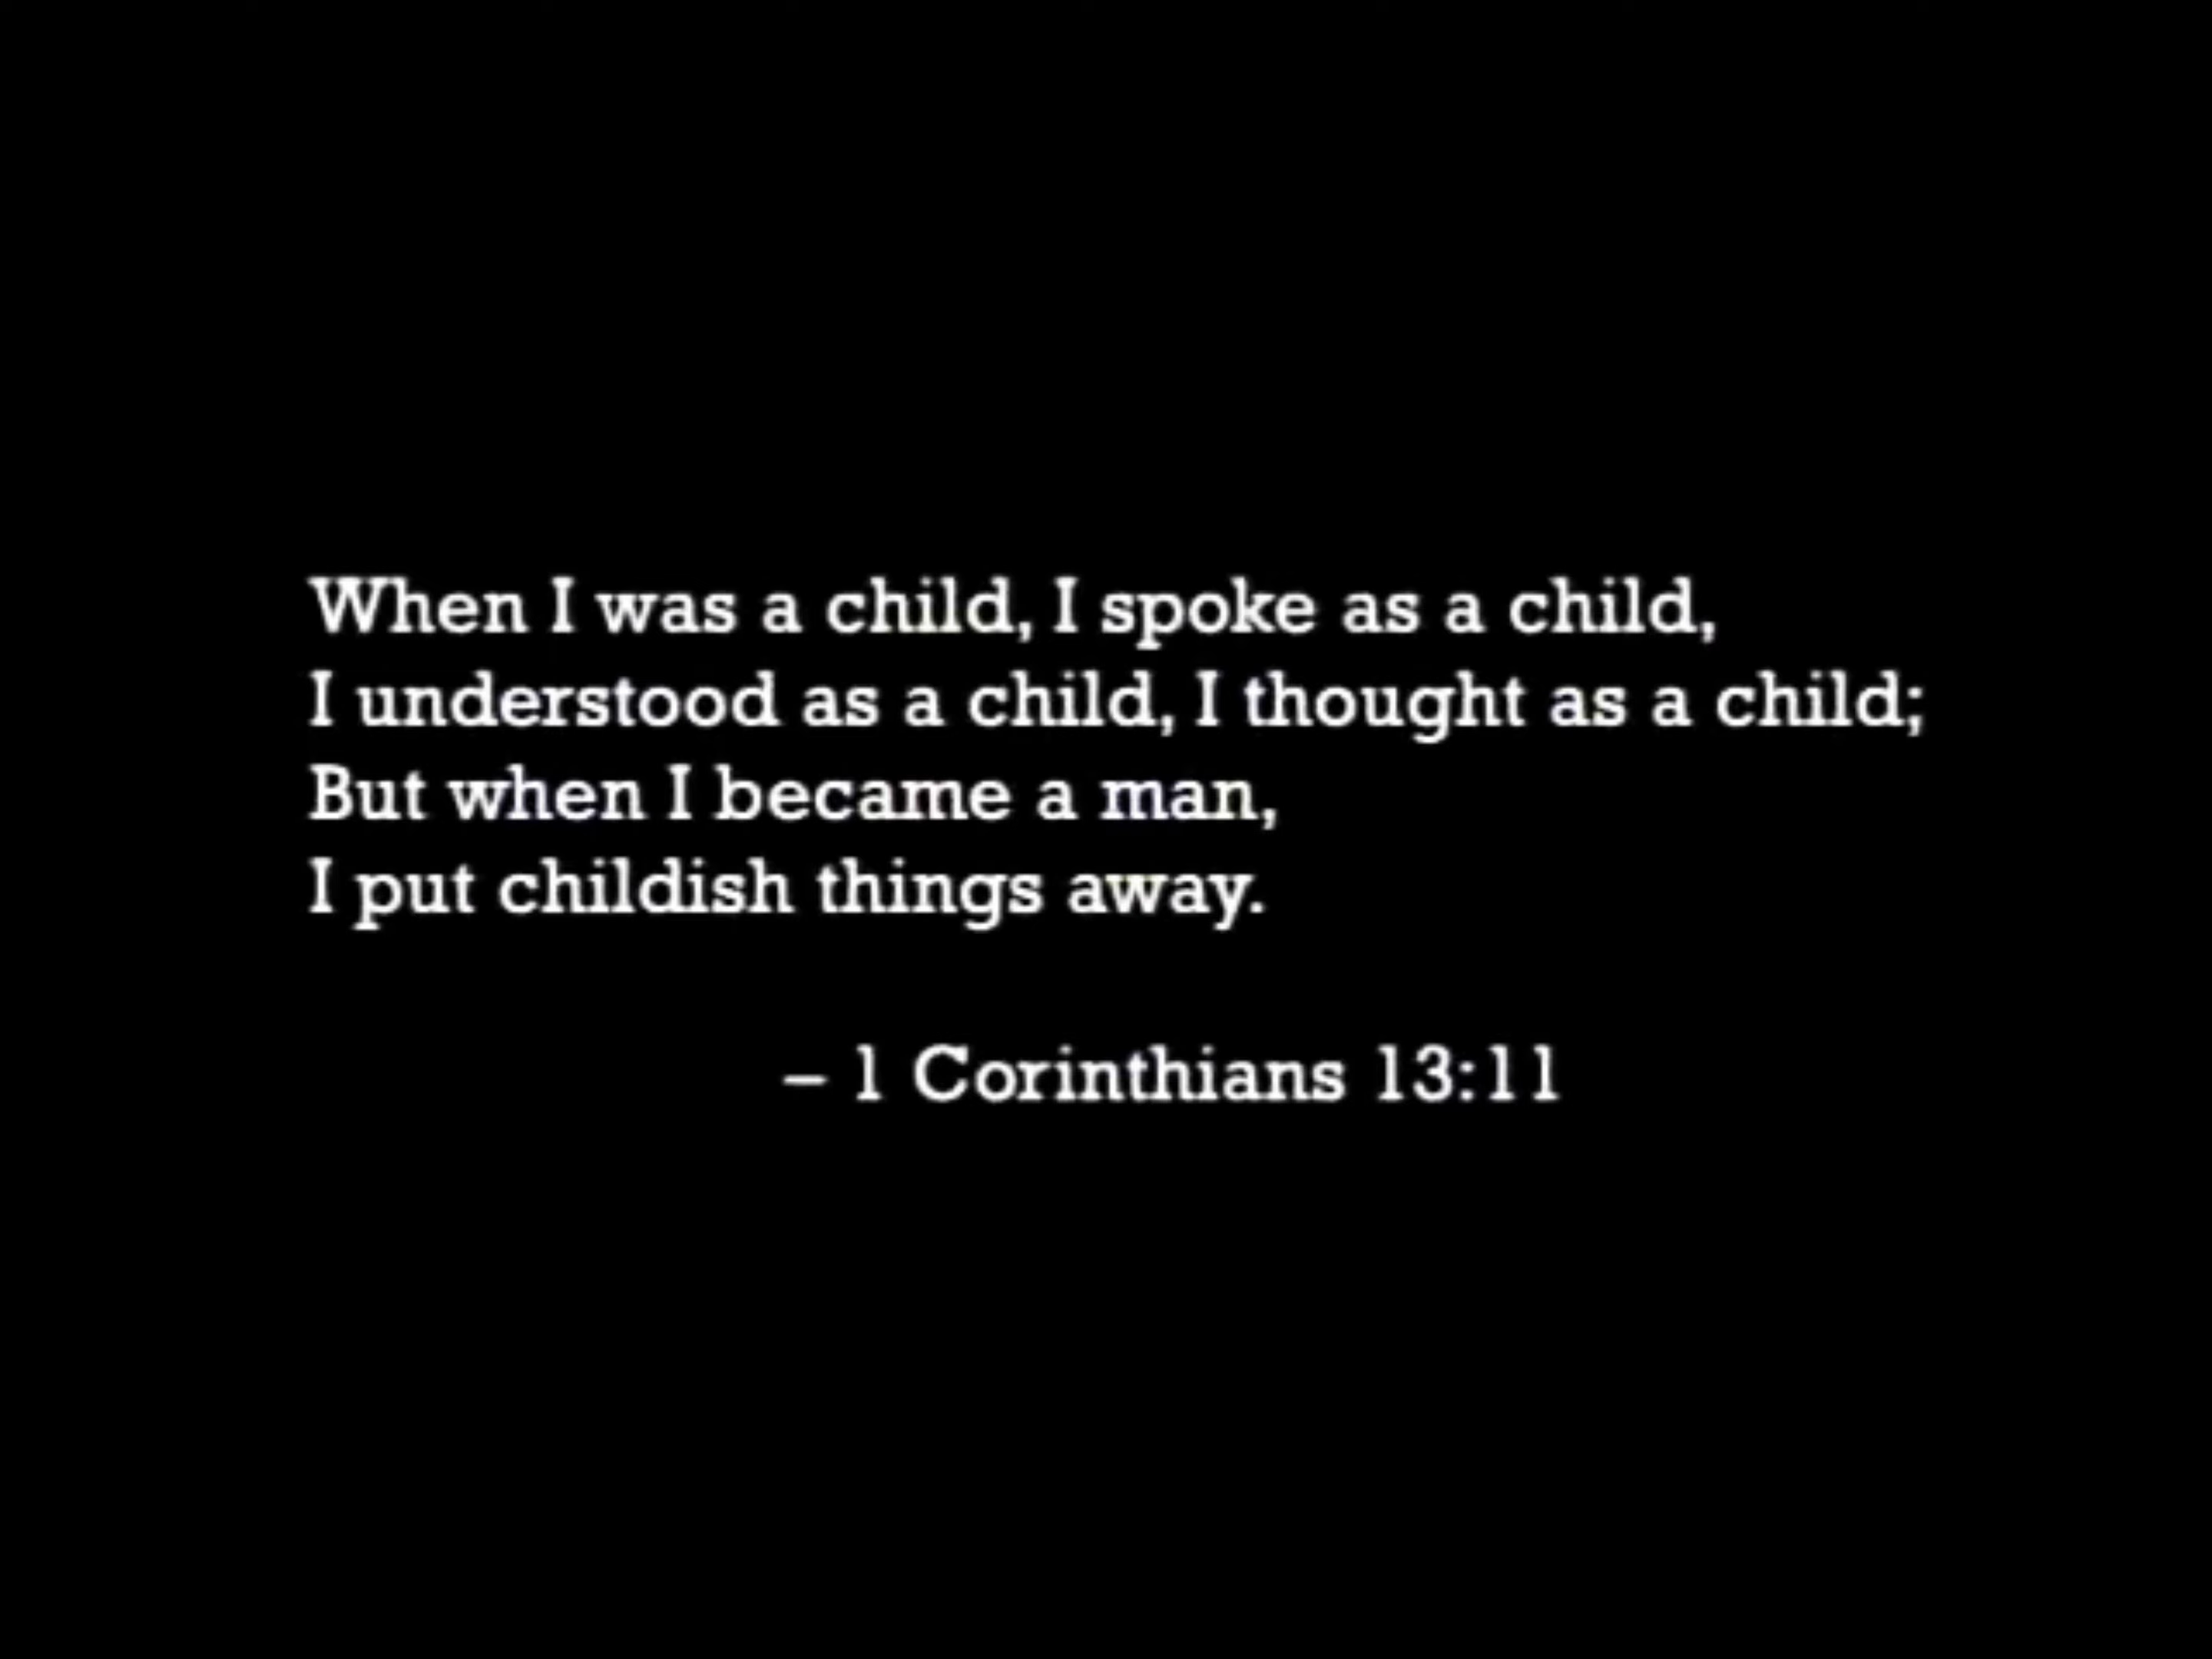 When I was a child, I spoke as a child,
I understood as a child, I thought as a child;
But when I became a man,
I put childish things away.
– 1 Corinthians 13:11